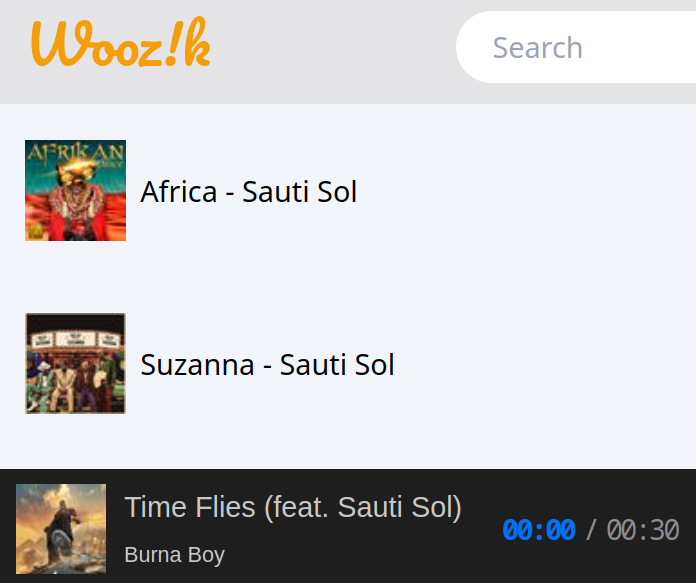 Wooz!k
Search
AFRIKAN
Africa - Sauti Sol
Suzanna - Sauti Sol
Time Flies (feat. Sauti Sol)
00:00 / 00:30
Burna Boy